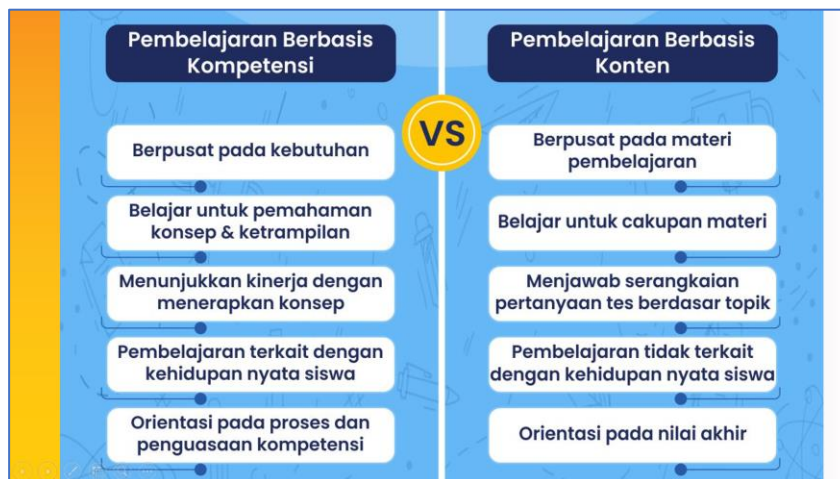 Pembelajaran Berbasis
Kompetensi
Pembelajaran Berbasis
Konten
VS
Berpusat pada kebutuhan
Belajar untuk pemahaman
konsep & ketrampilan
Menunjukkan kinerja dengan
menerapkan konsep
Pembelajaran terkait dengan
kehidupan nyata siswa
Orientasi pada proses dan
penguasaan kompetensi
Berpusat pada materi
pembelajaran
Belajar untuk cakupan materi
Menjawab serangkaian
pertanyaan tes berdasar topik
Pembelajaran tidak terkait
dengan kehidupan nyata siswa
Orientasi pada nilai akhir